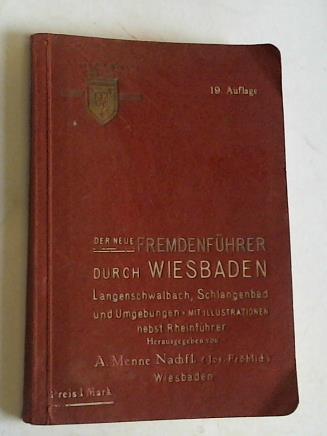 19. Auflage
DER NEUE FREMDENFÜHRER
DURCH WIESBADEN
Langenschwalbach, Schlangenbad
und Umgebungen • MIT ILLUSTRATIONEN
nebst Rheinführer
Herausgegeben von
A. Menne Nachfl. (Jos. Fröhlich)
Wiesbaden
Preis 1 Mark